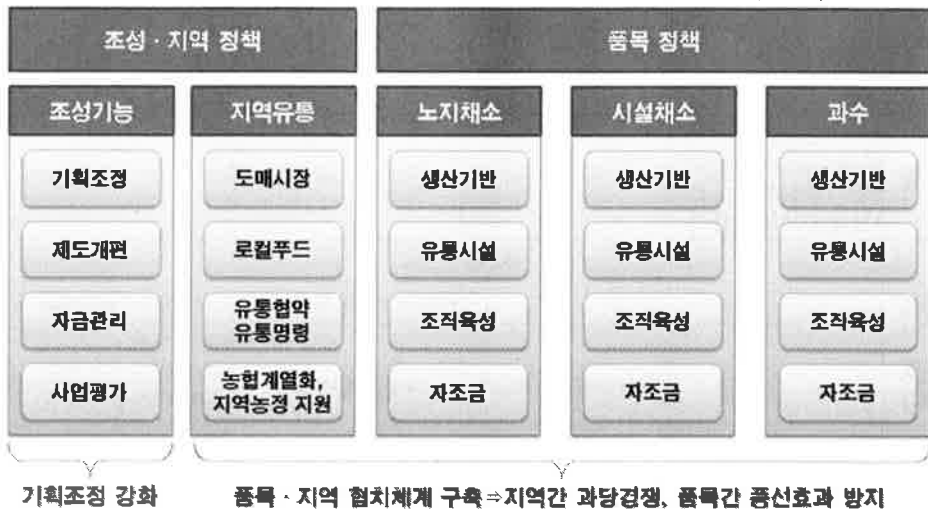 조성 · 지역 정책
품목 정책
조성기능
지역유통
노지채소
시설채소
과수
기획조정
도매시장
생산기반
생산기반
생산기반
제도개편
로컬푸드
유통시설
유통시설
유통시설
자금관리
유통협약
유통명령
조직육성
조직육성
조직육성
사업평가
농협계열화,
지역농정 지원
자조금
자조금
자조금
기획조정 강화
품목 · 지역 협치체계 구축⇒지역간 과당경쟁, 품목간 풍선효과 방지